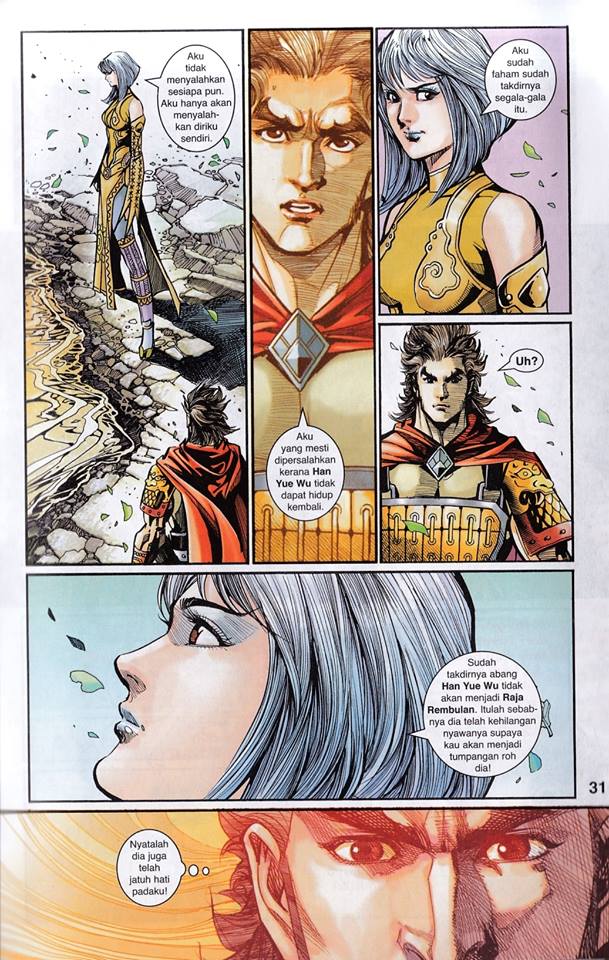 Aku
tidak
menyalahkan
sesiapa pun.
Aku hanya akan
menyalah-
kan diriku
sendiri.
Aku
yang mesti
dipersalahkan
kerana Han
Yue Wu tidak
dapat hidup
kembali.
Aku
sudah
faham sudah
takdirnya
segala-gala
itu.
Uh?
Sudah
takdirnya abang
Han Yue Wu tidak
akan menjadi Raja
Rembulan. Itulah sebab-
nya dia telah kehilangan
nyawanya supaya
kau akan menjadi
tumpangan roh
dia!
31
Nyatalah
dia juga
telah
jatuh hati
padaku!